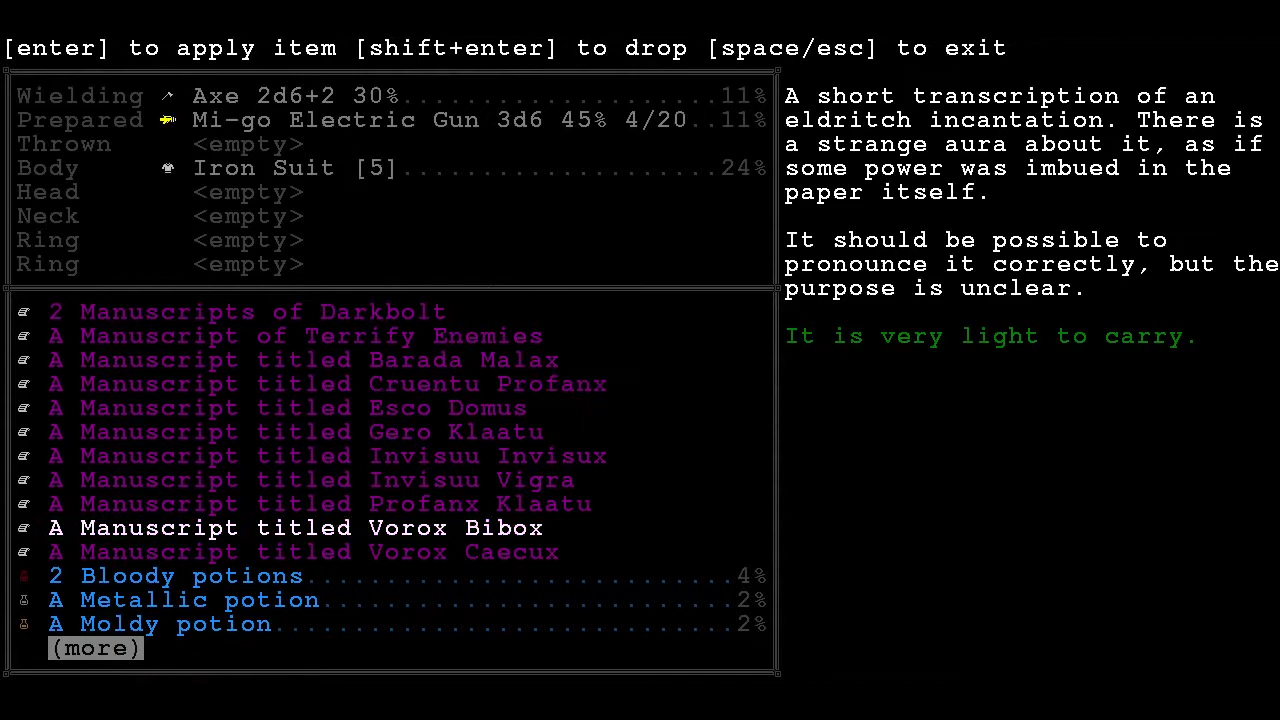 [enter] to apply item [shift+enter] to drop [space/esc] to exit
Wielding Axe 2d6+2 30%.....................11%
Prepared Mi-go Electric Gun 3d6 45% 4/20..11%
Thrown <empty>
Body Iron Suit [5].....................24%
Head <empty>
Neck <empty>
Ring <empty>
Ring <empty>
2 Manuscripts of Darkbolt
A Manuscript of Terrify Enemies
A Manuscript titled Barada Malax
A Manuscript titled Cruentu Profanx
A Manuscript titled Esco Domus
A Manuscript titled Gero Klaatu
A Manuscript titled Invisuu Invisux
A Manuscript titled Invisuu Vigra
A Manuscript titled Profanx Klaatu
A Manuscript titled Vorox Bibox
A Manuscript titled Vorox Caecux
2 Bloody potions...........................4%
A Metallic potion..........................2%
A Moldy potion.............................2%
(more)
A short transcription of an
eldritch incantation. There is
a strange aura about it, as if
some power was imbued in the
paper itself.
It should be possible to
pronounce it correctly, but the
purpose is unclear.
It is very light to carry.